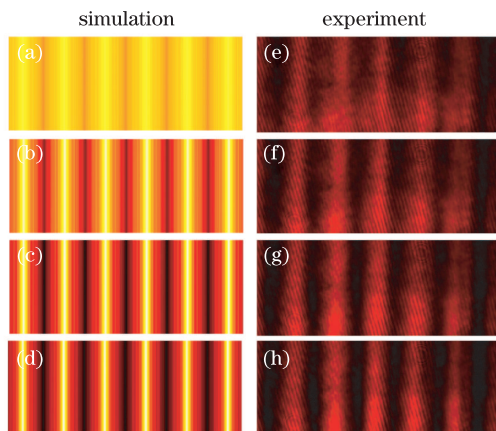 simulation
experiment
(a)
(e)
(b)
(f)
(c)
(g)
(d)
(h)